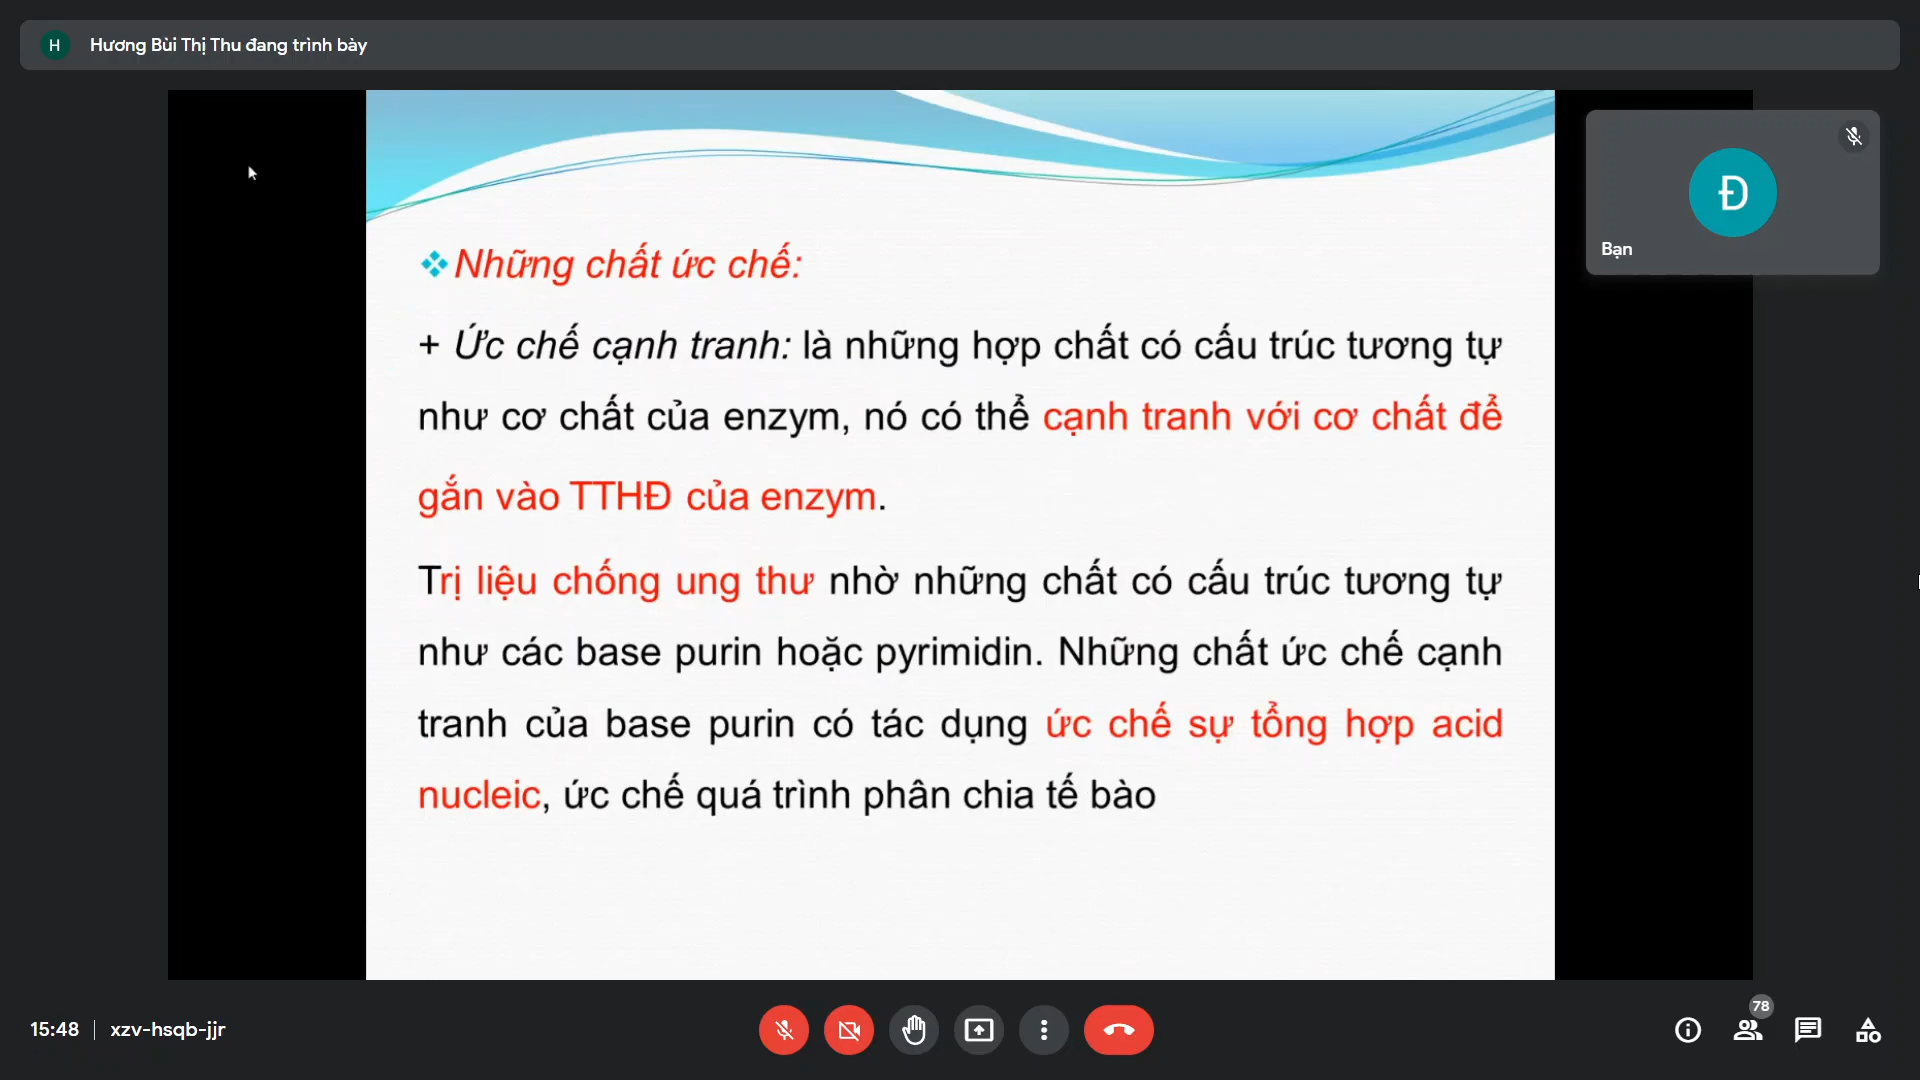 H Hương Bùi Thị Thu đang trình bày
Đ
Bạn
Những chất ức chế:
+ Ức chế cạnh tranh: là những hợp chất có cấu trúc tương tự
như cơ chất của enzym, nó có thể cạnh tranh với cơ chất để
gắn vào TTHĐ của enzym.
Trị liệu chống ung thư nhờ những chất có cấu trúc tương tự
như các base purin hoặc pyrimidin. Những chất ức chế cạnh
tranh của base purin có tác dụng ức chế sự tổng hợp acid
nucleic, ức chế quá trình phân chia tế bào
15:48 | xzv-hsqb-jjr
78